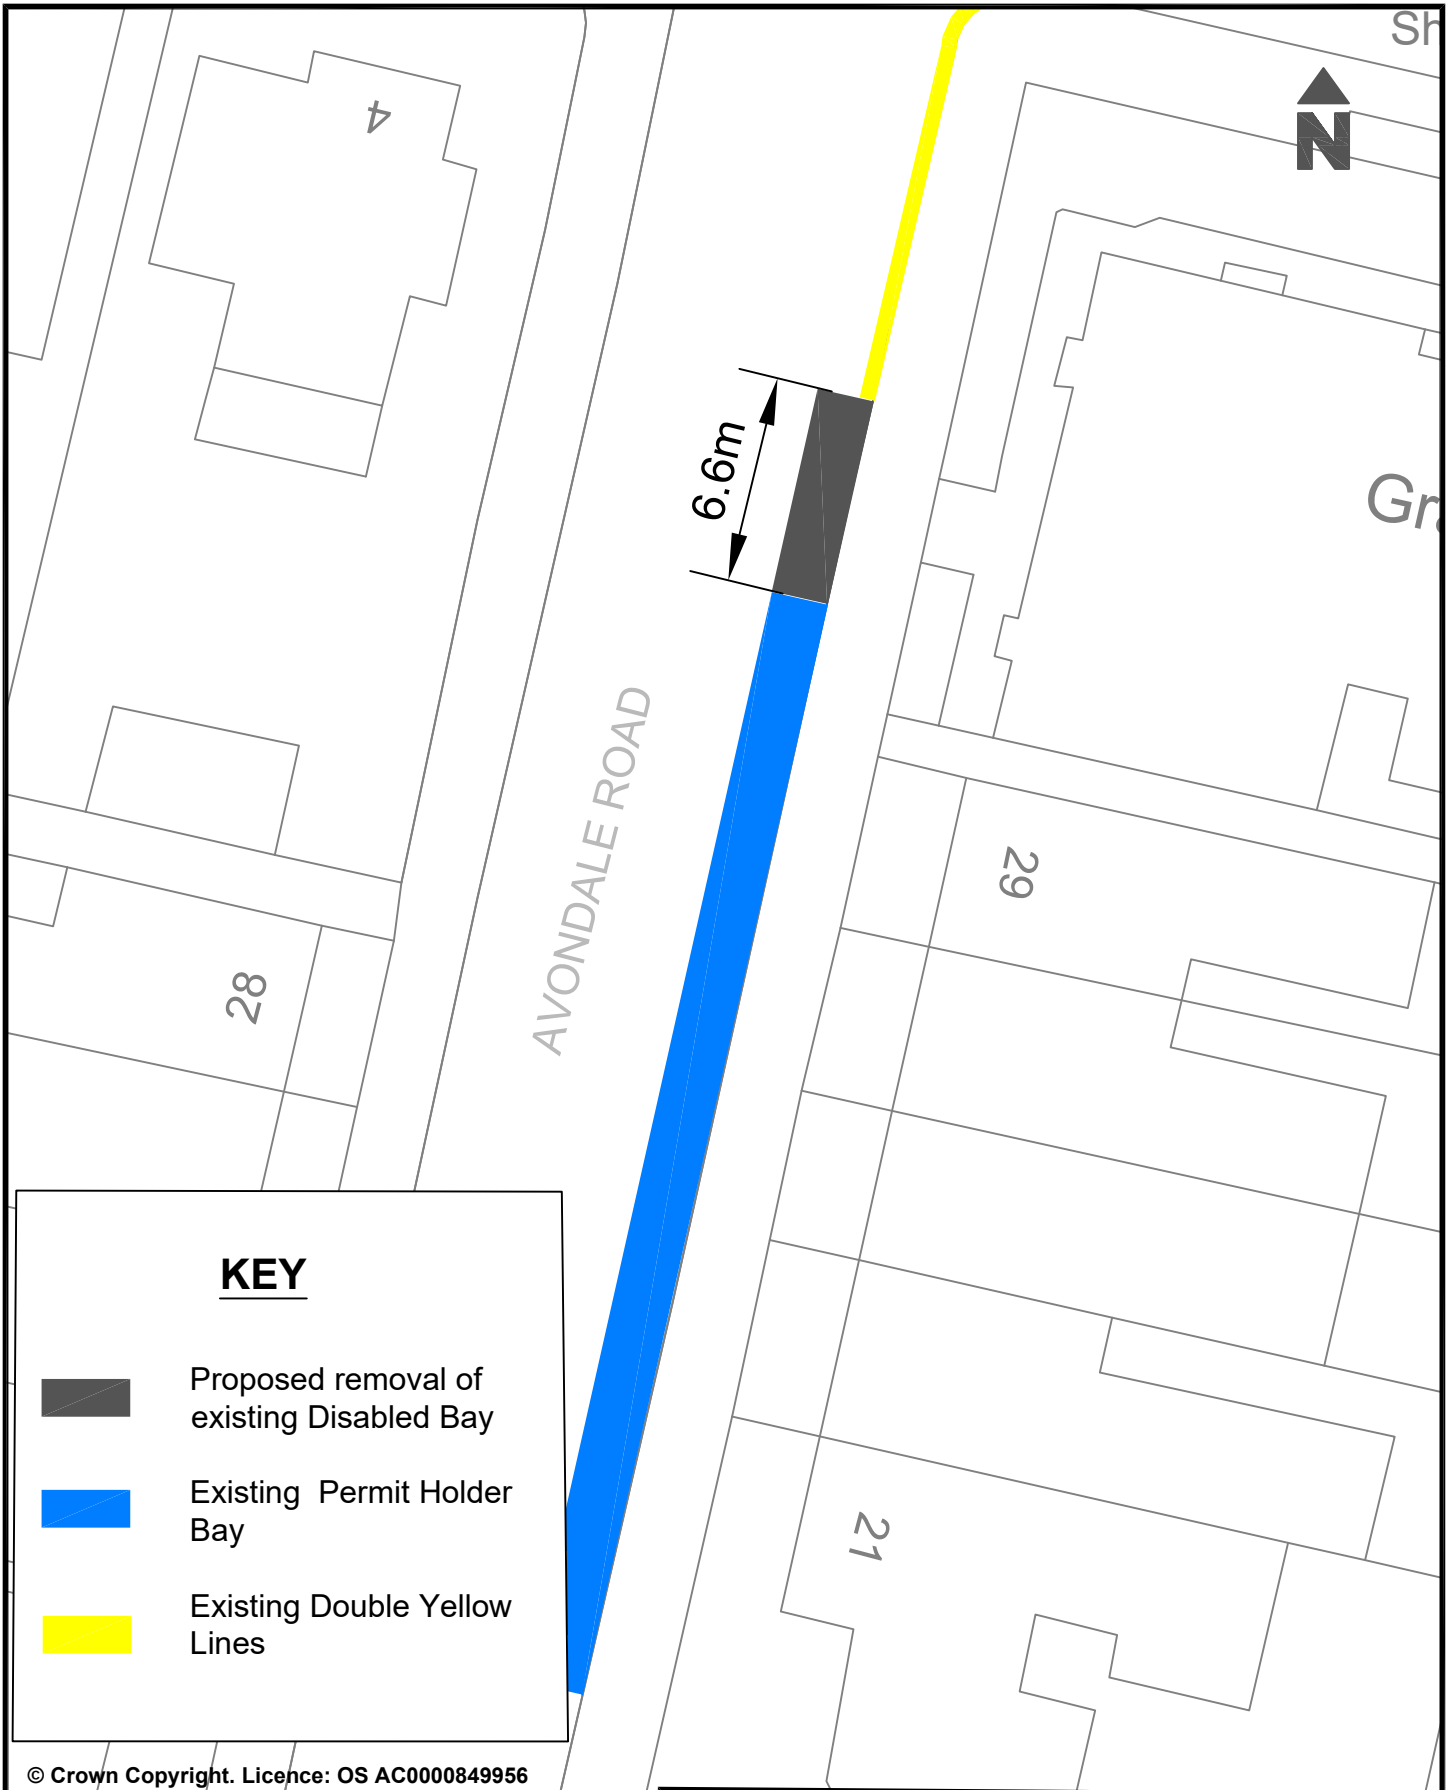 Sh
4
N
6.6m
Gra
AVONDALE ROAD
29
28
21
KEY
Proposed removal of
existing Disabled Bay
Existing Permit Holder
Bay
Existing Double Yellow
Lines
© Crown Copyright. Licence: OS AC0000849956